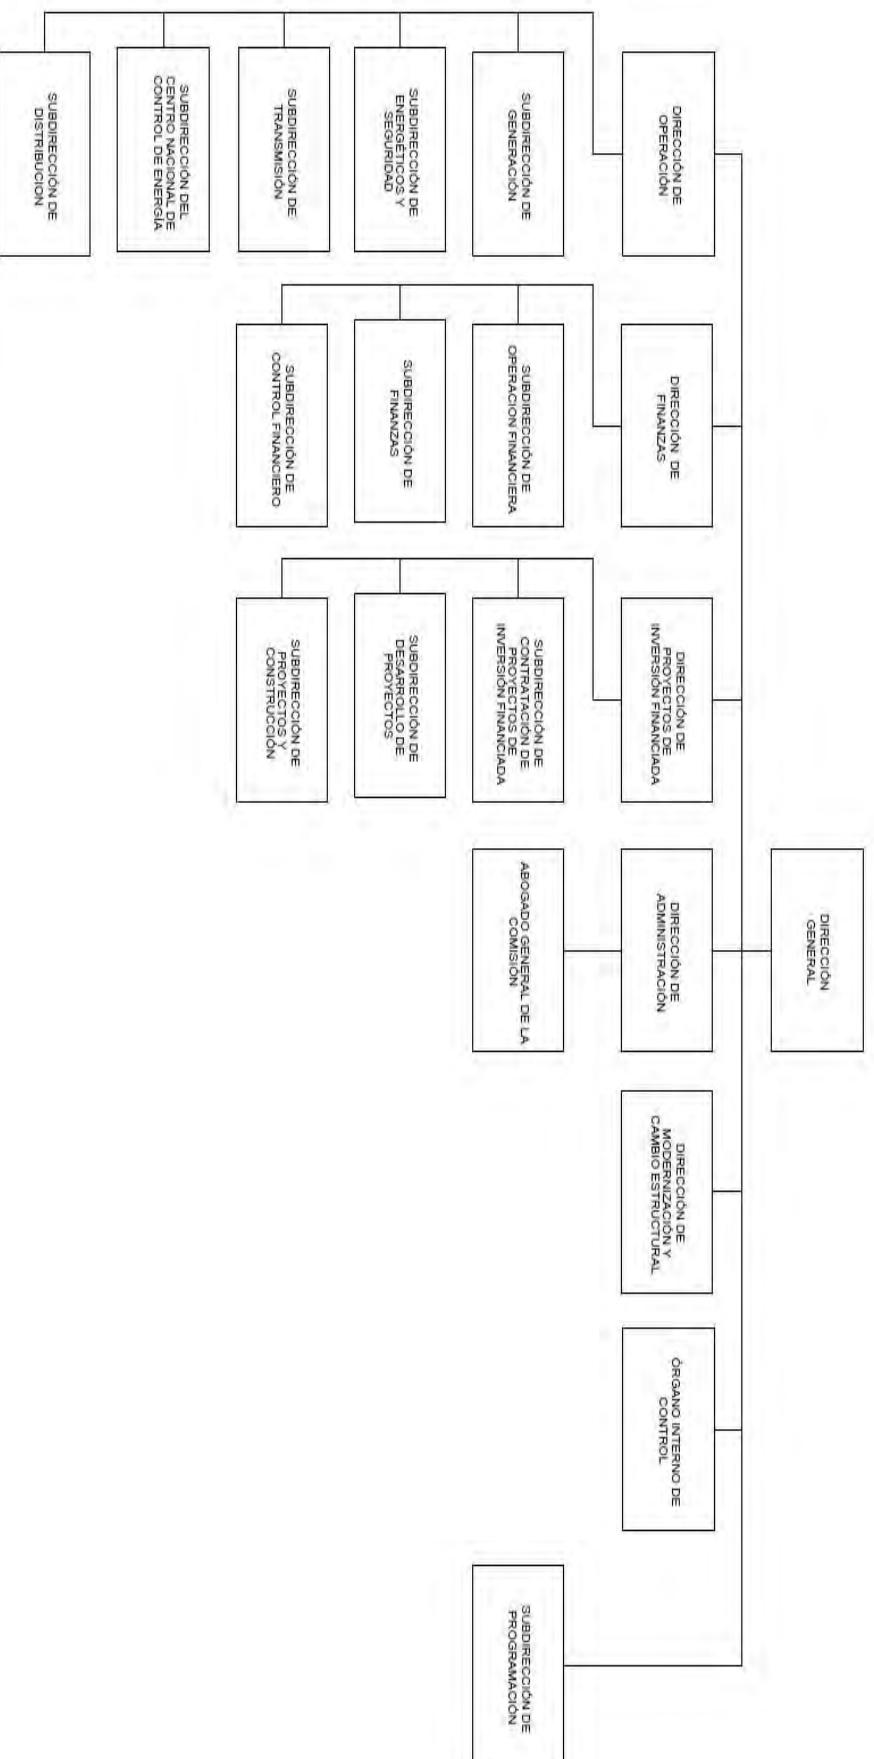 DIRECCIÓN
GENERAL
DIRECCIÓN DE
OPERACIÓN
DIRECCIÓN DE
FINANZAS
DIRECCIÓN DE
PROYECTOS DE
INVERSIÓN FINANCIADA
DIRECCIÓN DE
ADMINISTRACIÓN
DIRECCIÓN DE
MODERNIZACIÓN Y
CAMBIO ESTRUCTURAL
ÓRGANO INTERNO DE
CONTROL
SUBDIRECCIÓN DE
GENERACIÓN
SUBDIRECCIÓN DE
OPERACION FINANCIERA
SUBDIRECCIÓN DE
CONTRATACIÓN DE
PROYECTOS DE
INVERSIÓN FINANCIADA
ABOGADO GENERAL DE LA
COMISIÓN
SUBDIRECCIÓN DE
PROGRAMACIÓN
SUBDIRECCIÓN DE
ENERGÉTICOS Y
SEGURIDAD
SUBDIRECCIÓN DE
FINANZAS
SUBDIRECCIÓN DE
DESARROLLO DE
PROYECTOS
SUBDIRECCIÓN DE
TRANSMISIÓN
SUBDIRECCIÓN DE
CONTROL FINANCIERO
SUBDIRECCIÓN DE
PROYECTOS Y
CONSTRUCCIÓN
SUBDIRECCIÓN DEL
CENTRO NACIONAL DE
CONTROL DE ENERGÍA
SUBDIRECCIÓN DE
DISTRIBUCION